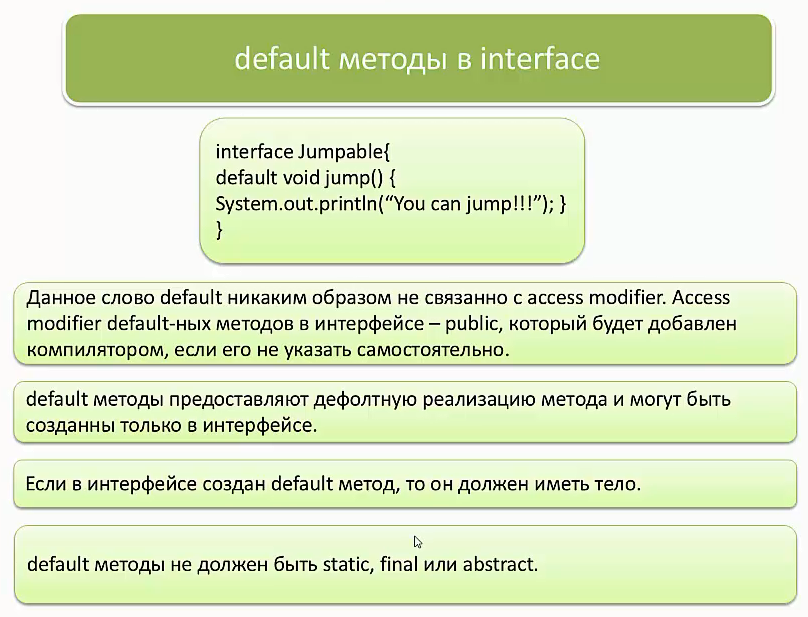 default методы в interface
interface Jumpable{
default void jump() {
System.out.println(“You can jump!!!”); }
}
Данное слово default никаким образом не связанно с access modifier. Access
modifier default-ных методов в интерфейсе – public, который будет добавлен
компилятором, если его не указать самостоятельно.
default методы предоставляют дефолтную реализацию метода и могут быть
созданны только в интерфейсе.
Если в интерфейсе создан default метод, то он должен иметь тело.
default методы не должен быть static, final или abstract.